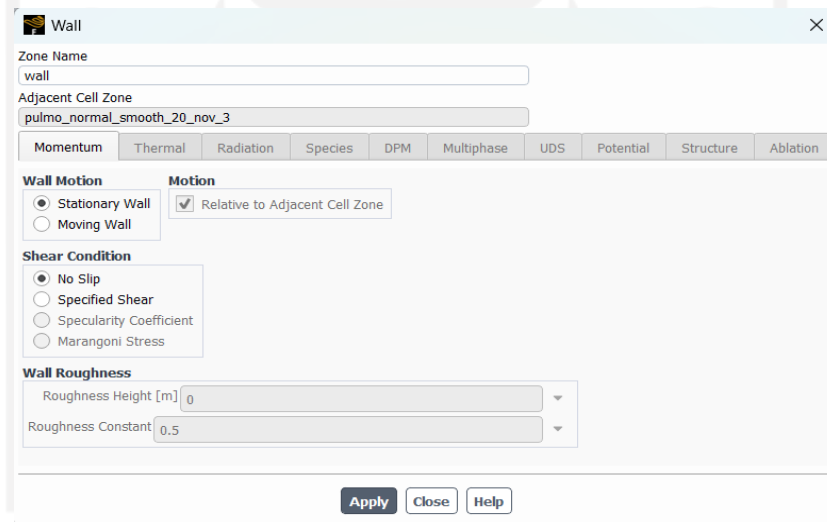 Wall
Zone Name
wall
Adjacent Cell Zone
pulmo_normal_smooth_20_nov_3
Momentum Thermal Radiation Species DPM Multiphase UDS Potential Structure Ablation
Wall Motion Motion
Stationary Wall Relative to Adjacent Cell Zone
Moving Wall
Shear Condition
No Slip
Specified Shear
Specularity Coefficient
Marangoni Stress
Wall Roughness
Roughness Height [m] 0
Roughness Constant 0.5
Apply Close Help